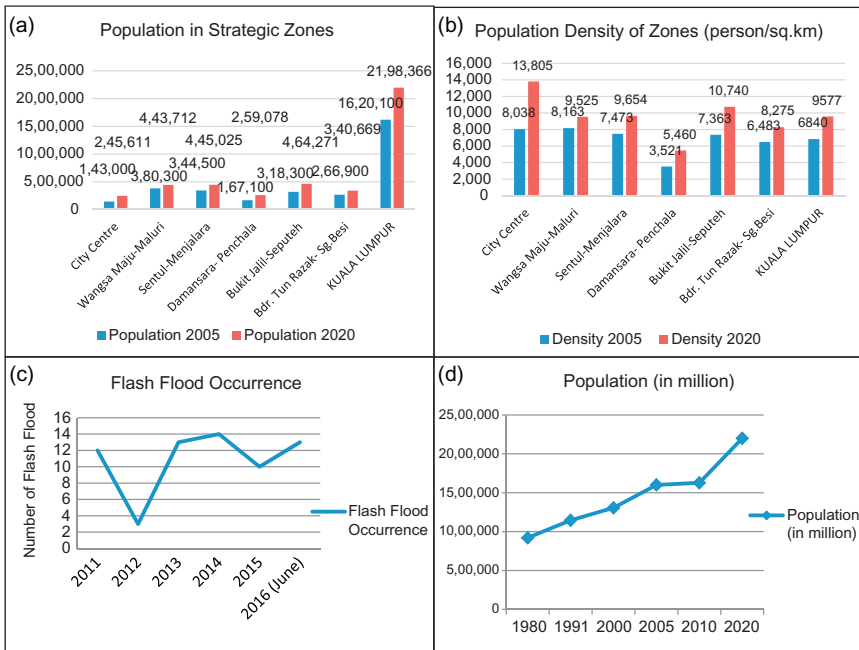 (a)
Population in Strategic Zones
25,00,000
20,00,000
15,00,000
10,00,000
5,00,000
0
1,43,000
2,45,611
3,80,300
4,43,712
3,44,500
4,45,025
1,67,100
2,59,078
3,18,300
4,64,271
2,66,900
3,40,669
16,20,100
21,98,366
City Centre
Wangsa Maju-Maluri
Sentul-Menjalara
Damansara- Penchala
Bukit Jalil-Seputeh
Bdr. Tun Razak- Sg.Besi
KUALA LUMPUR
Population 2005
Population 2020
(b)
Population Density of Zones (person/sq.km)
16,000
14,000
12,000
10,000
8,000
6,000
4,000
2,000
0
8,038
13,805
8,163
9,525
7,473
9,654
3,521
5,460
7,363
10,740
6,483
8,275
6840
9577
City Centre
Wangsa Maju-Maluri
Sentul-Menjalara
Damansara- Penchala
Bukit Jalil-Seputeh
Bdr. Tun Razak- Sg.Besi
KUALA LUMPUR
Density 2005
Density 2020
(c)
Flash Flood Occurrence
Number of Flash Flood
16
14
12
10
8
6
4
2
0
2011
2012
2013
2014
2015
2016 (June)
Flash Flood
Occurrence
(d)
Population (in million)
25,00,000
20,00,000
15,00,000
10,00,000
5,00,000
0
1980
1991
2000
2005
2010
2020
Population
(in million)